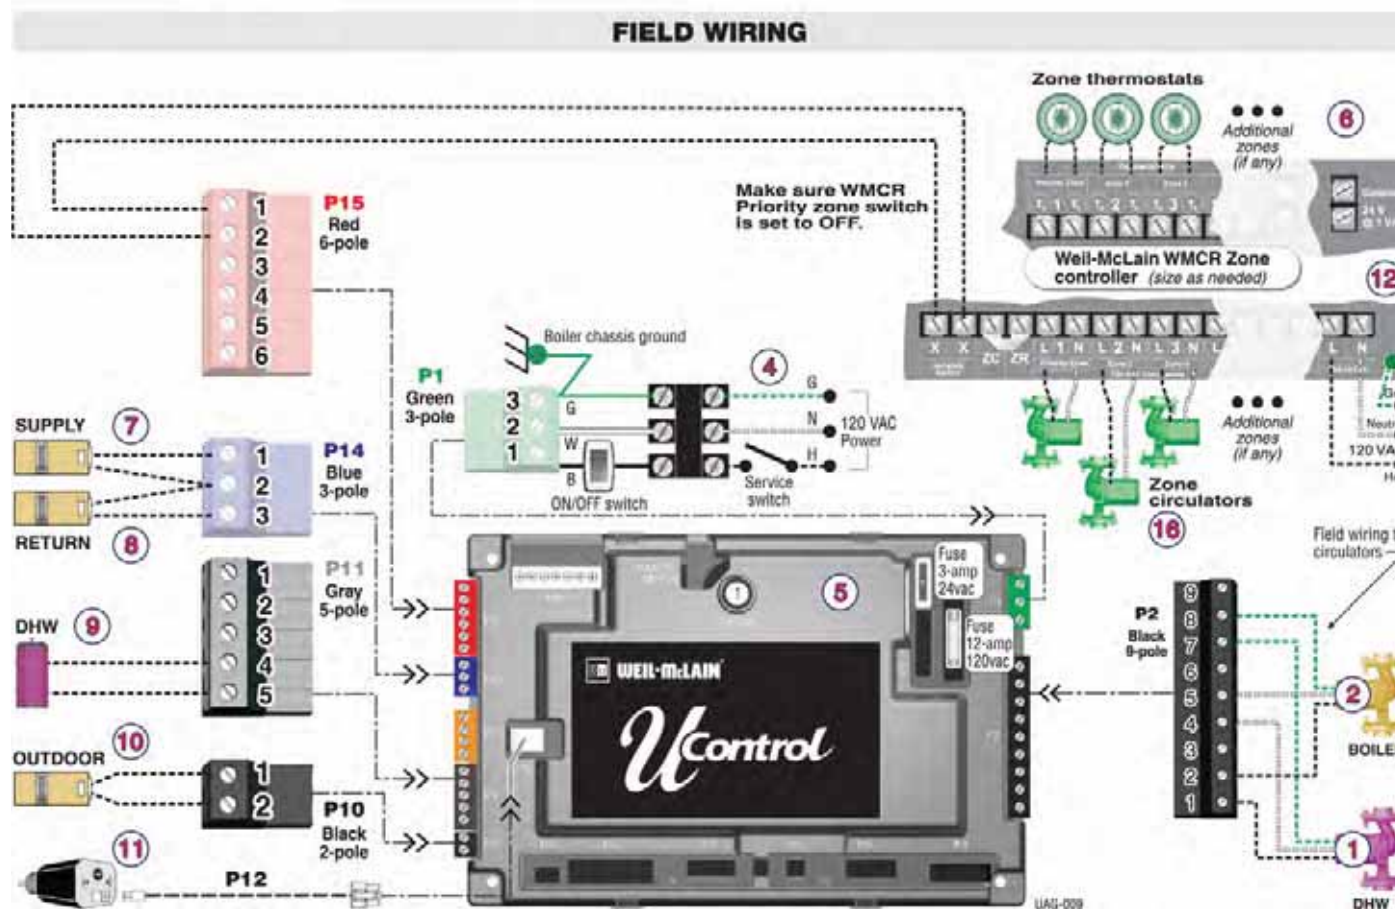 FIELD WIRING
Zone thermostats
6
Additional
zones
(if any)
Make sure WMCR
Priority zone switch
is set to OFF.
1 2 3
Weil-McLain WMCR Zone
controller (size as needed)
12
X X ZC ZR L 1 N L 2 N L 3 N L
L N
Additional
zones
(if any)
Neutr
120 VA
H
Zone
circulators
16
P15
Red
6-pole
1
2
3
4
5
6
Boiler chassis ground
P1
Green
3-pole
3
2
1
G
W
B
ON/OFF switch
4
G
N
H
120 VAC
Power
Service
switch
SUPPLY
7
RETURN
8
P14
Blue
3-pole
1
2
3
P11
Gray
5-pole
1
2
3
4
5
DHW
9
OUTDOOR
10
P10
Black
2-pole
1
2
11
P12
5
Fuse
3-amp
24vac
Fuse
12-amp
120vac
WEIL-McLAIN
UControl
UAG-009
Field wiring
circulators –
P2
Black
9-pole
9
8
7
6
5
4
3
2
1
2
BOILE
1
DHW